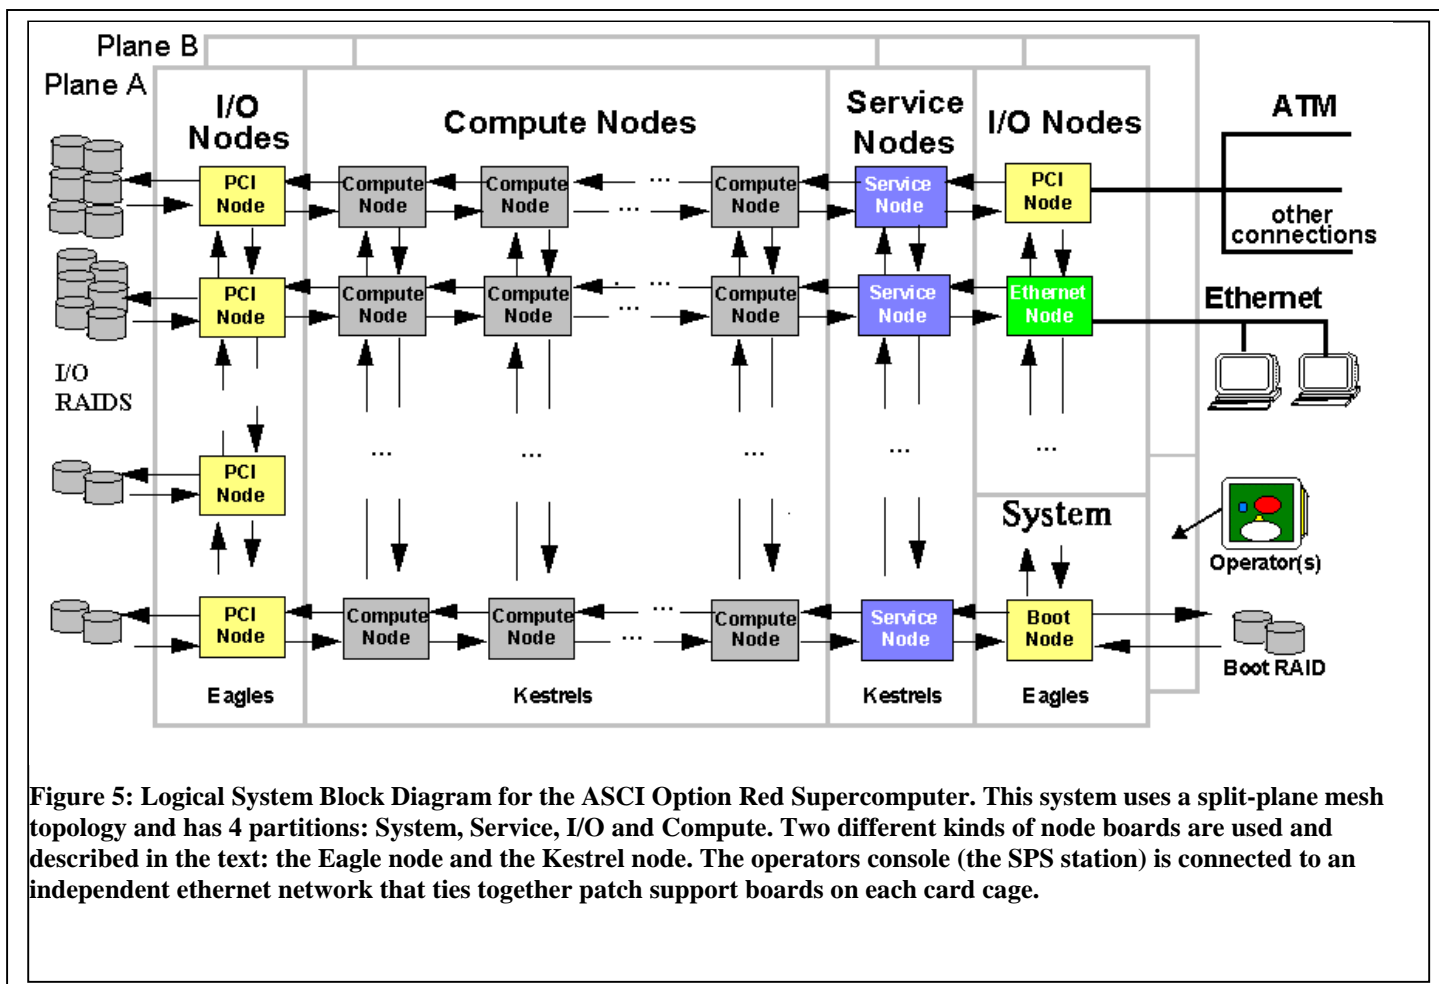 Plane B
Plane A
I/O
Nodes
Compute Nodes
Service
Nodes
I/O Nodes
ATM
PCI
Node
Compute
Node
Compute
Node
...
...
Compute
Node
Service
Node
PCI
Node
other
connections
PCI
Node
Compute
Node
Compute
Node
...
...
Compute
Node
Service
Node
Ethernet
Node
Ethernet
I/O
RAIDS
PCI
Node
...
...
...
...
...
System
Operator(s)
PCI
Node
Compute
Node
Compute
Node
...
...
Compute
Node
Service
Node
Boot
Node
Boot RAID
Eagles
Kestrels
Kestrels
Eagles
Figure 5: Logical System Block Diagram for the ASCI Option Red Supercomputer. This system uses a split-plane mesh
topology and has 4 partitions: System, Service, I/O and Compute. Two different kinds of node boards are used and
described in the text: the Eagle node and the Kestrel node. The operators console (the SPS station) is connected to an
independent ethernet network that ties together patch support boards on each card cage.